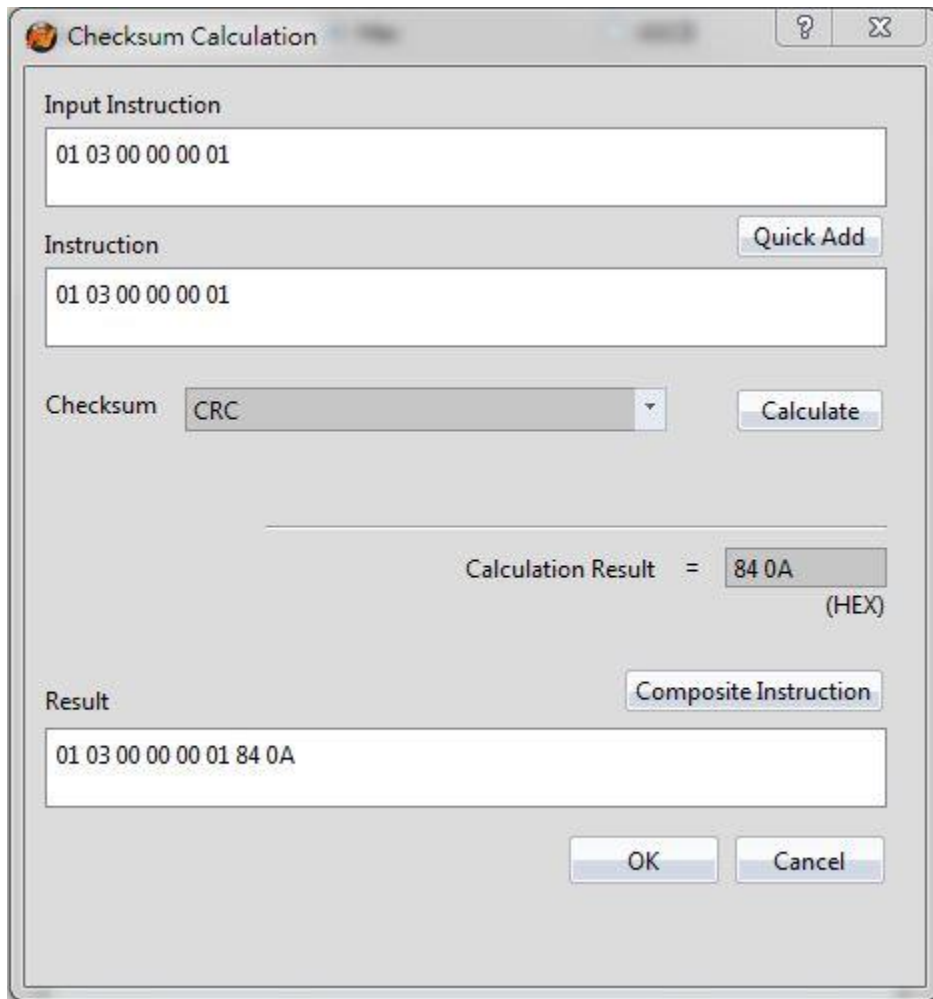 Checksum Calculation
Input Instruction
01 03 00 00 00 01
Quick Add
Instruction
01 03 00 00 00 01
Checksum CRC Calculate
Calculation Result = 84 0A
(HEX)
Composite Instruction
Result
01 03 00 00 00 01 84 0A
OK Cancel